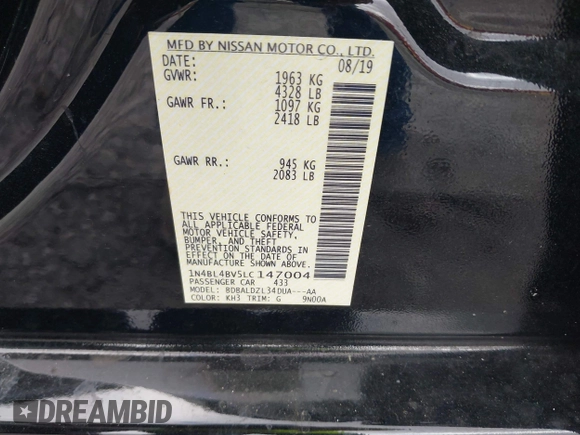 MFD BY NISSAN MOTOR CO., LTD.
DATE: 08/19
GVWR: 1963 KG
4328 LB
GAWR FR.: 1097 KG
2418 LB
GAWR RR.: 945 KG
2083 LB
THIS VEHICLE CONFORMS TO
ALL APPLICABLE FEDERAL
MOTOR VEHICLE SAFETY,
BUMPER, AND THEFT
PREVENTION STANDARDS IN
EFFECT ON THE DATE OF
MANUFACTURE SHOWN ABOVE.
1N4BL4BV5LC147004
PASSENGER CAR 433
MODEL: BDBALDZL34DUA---AA
COLOR: KH3 TRIM: G 9N00A
DREAMBID